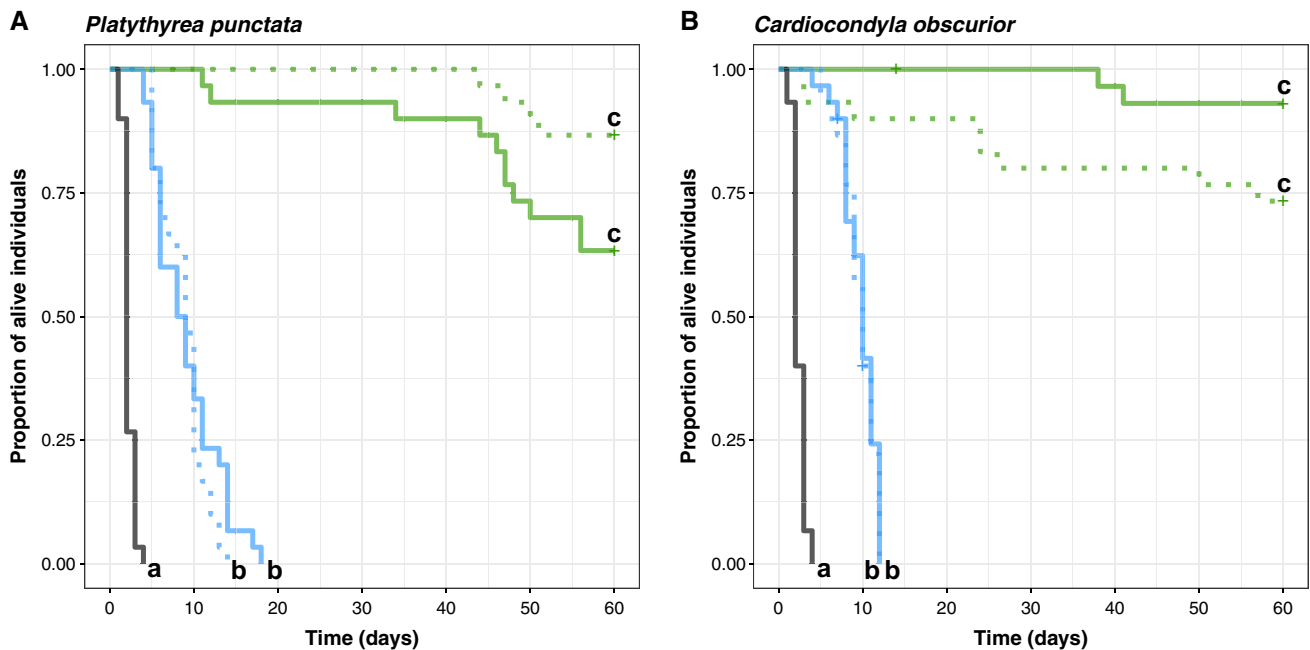 A
Platythyrea punctata
Proportion of alive individuals
1.00
0.75
0.50
0.25
0.00
c
c
a
b
b
0
10
20
30
40
50
60
Time (days)
B
Cardiocondyla obscurior
Proportion of alive individuals
1.00
0.75
0.50
0.25
0.00
c
c
a
b
b
0
10
20
30
40
50
60
Time (days)